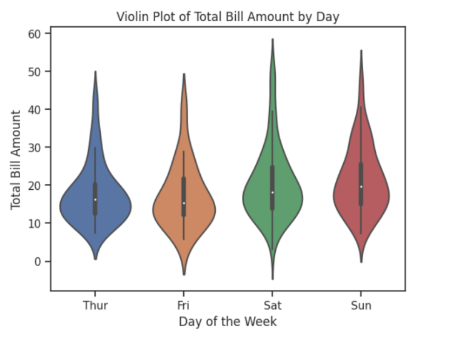 Violin Plot of Total Bill Amount by Day
Total Bill Amount
60
50
40
30
20
10
0
Thur Fri Sat Sun
Day of the Week